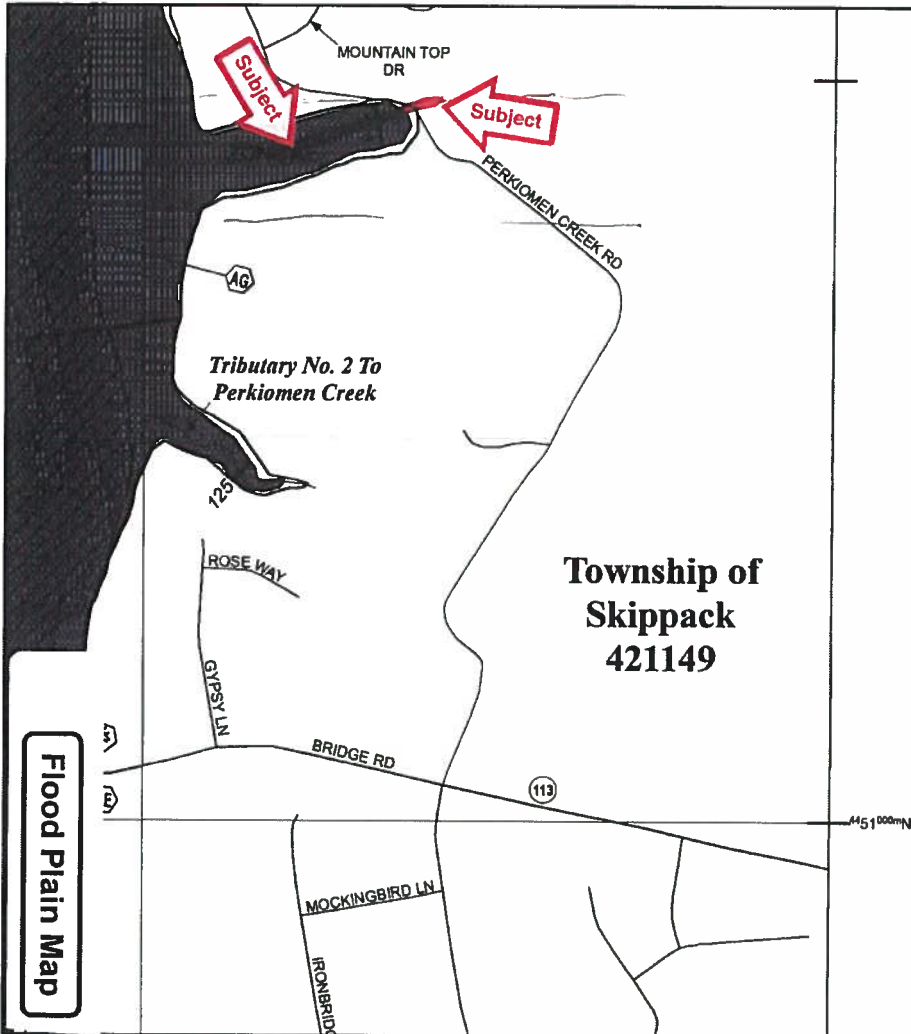 MOUNTAIN TOP
DR
Subject
Subject
PERKIOMEN CREEK RD
AG
Tributary No. 2 To
Perkiomen Creek
125
ROSE WAY
Township of
Skippack
421149
GYPSY LN
BRIDGE RD
113
E
4451000mN
Flood Plain Map
MOCKINGBIRD LN